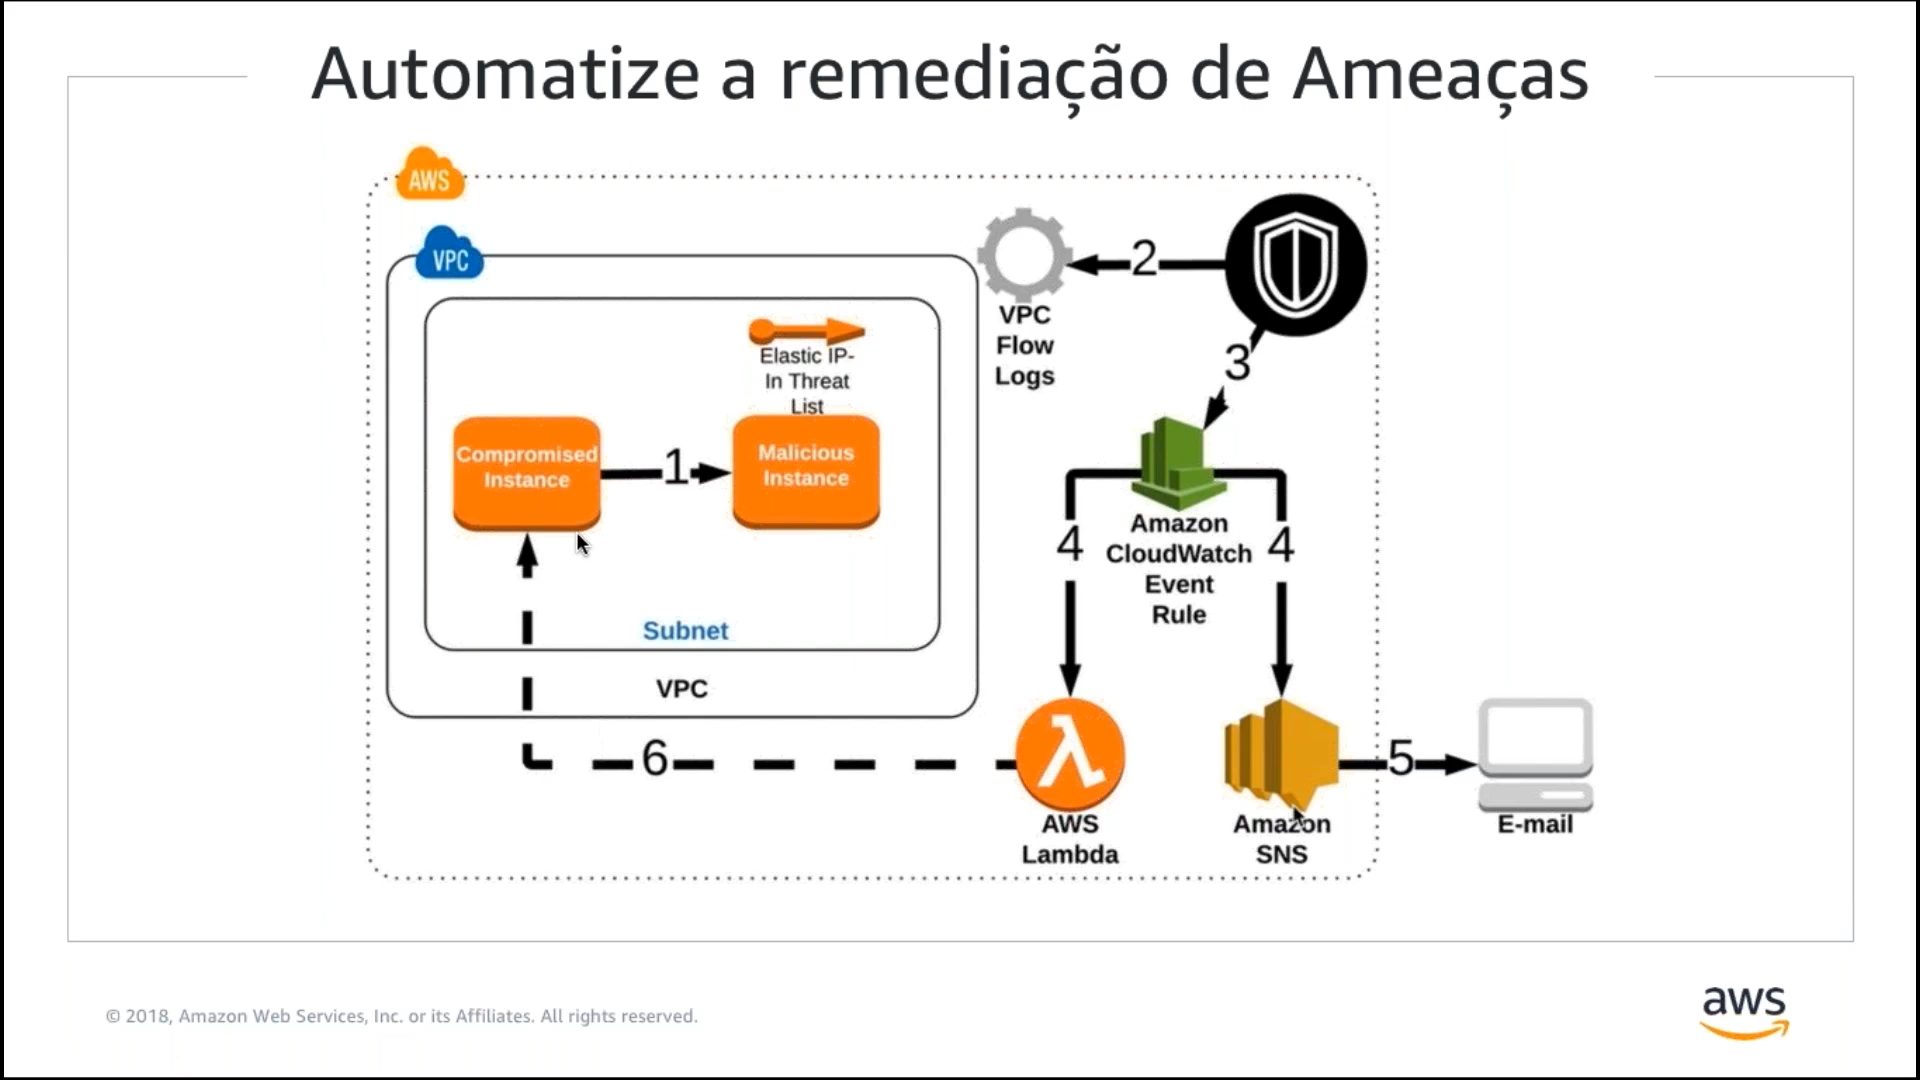 Automatize a remediação de Ameaças
AWS
VPC
2
VPC
Flow
Logs
3
Elastic IP-
In Threat
List
Compromised
Instance
1
Malicious
Instance
Amazon
CloudWatch
Event
Rule
4
4
Subnet
VPC
6
5
AWS
Lambda
Amazon
SNS
E-mail
© 2018, Amazon Web Services, Inc. or its Affiliates. All rights reserved.
aws